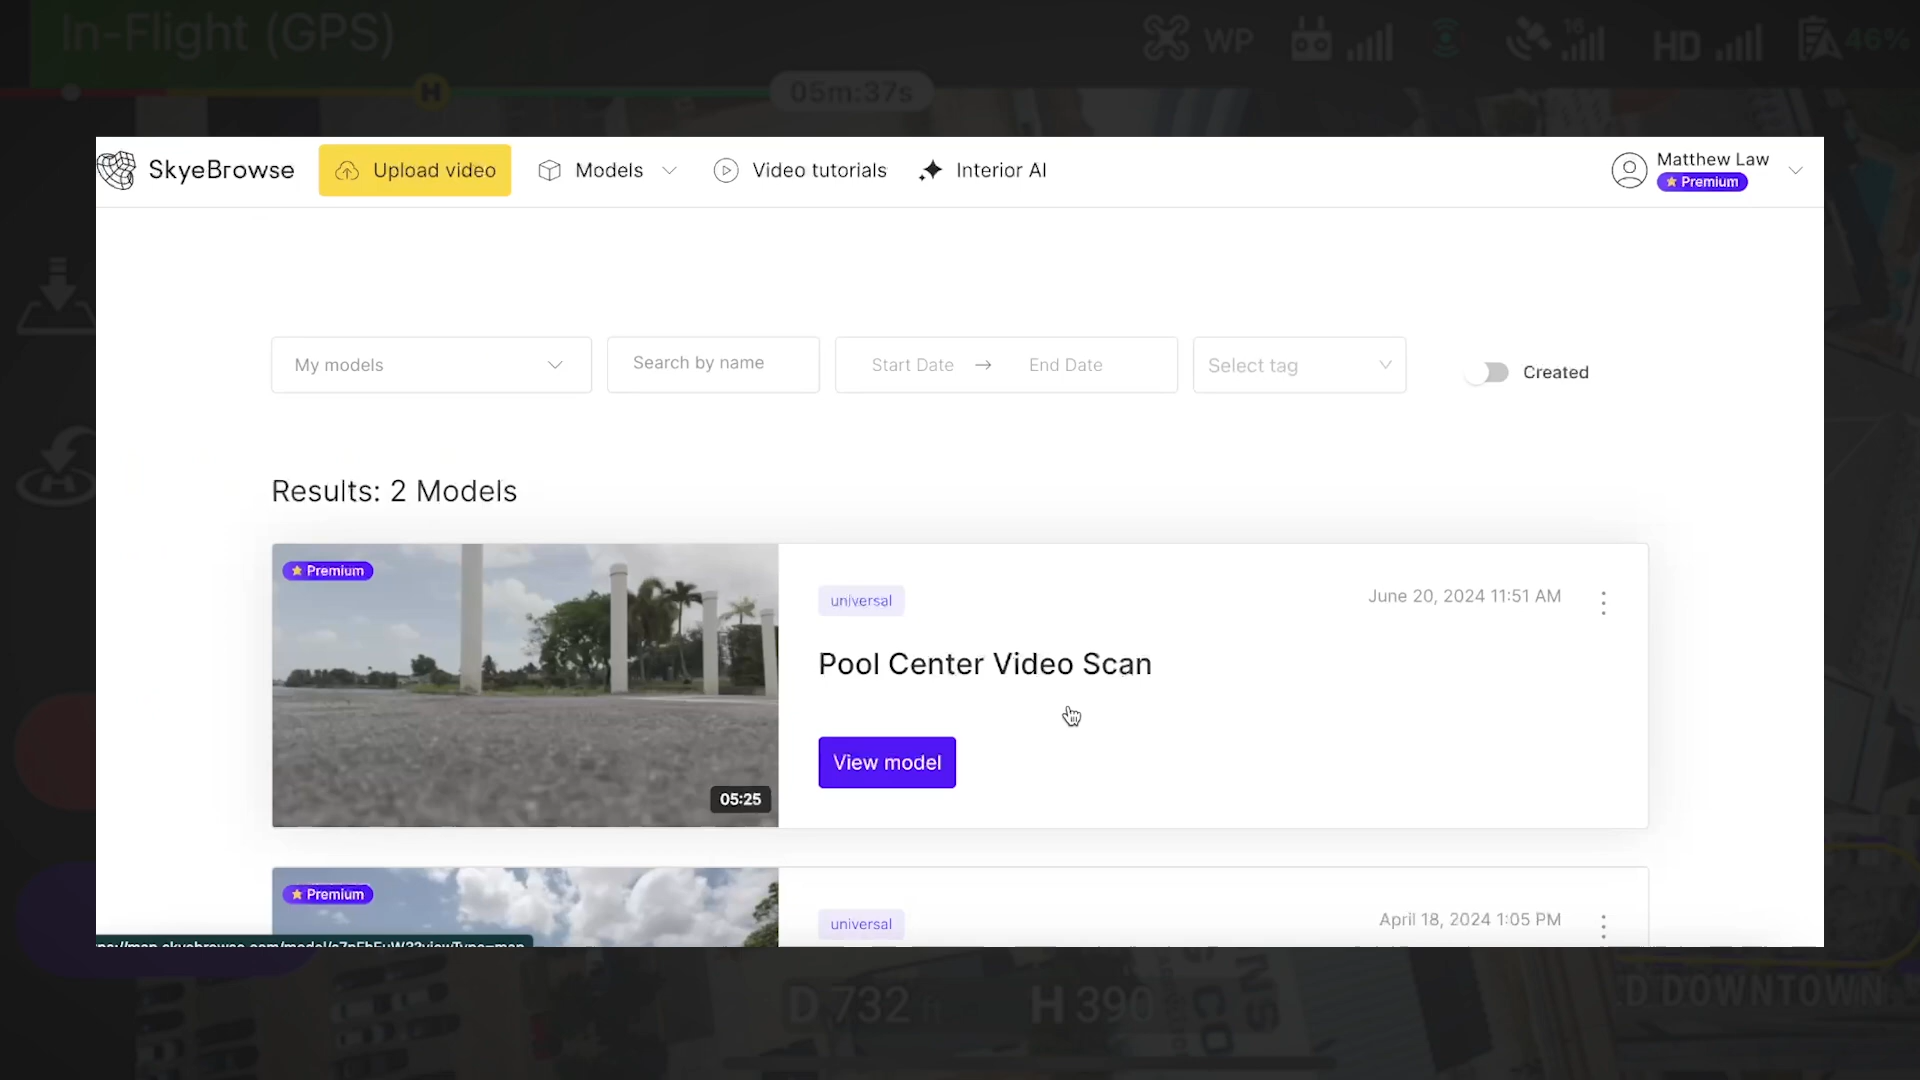 In-Flight (GPS)
WP
16
HD
46%
H
05m:37s
SkyeBrowse
Upload video
Models
Video tutorials
Interior AI
Matthew Law
Premium
My models
Search by name
Start Date → End Date
Select tag
Created
Results: 2 Models
Premium
05:25
universal
June 20, 2024 11:51 AM
Pool Center Video Scan
View model
Premium
universal
April 18, 2024 1:05 PM
D 732 ft
H 390
D DOWNTOWN